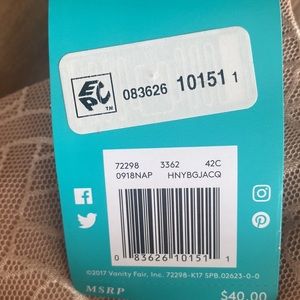 EPC
TM
083626 10151 1
72298 3362 42C
0918NAP HNYBGJACQ
0 83626 10151 1
©2017 Vanity Fair, Inc. 72298-K17 SPB.02623-0-0
MSRP $40.00